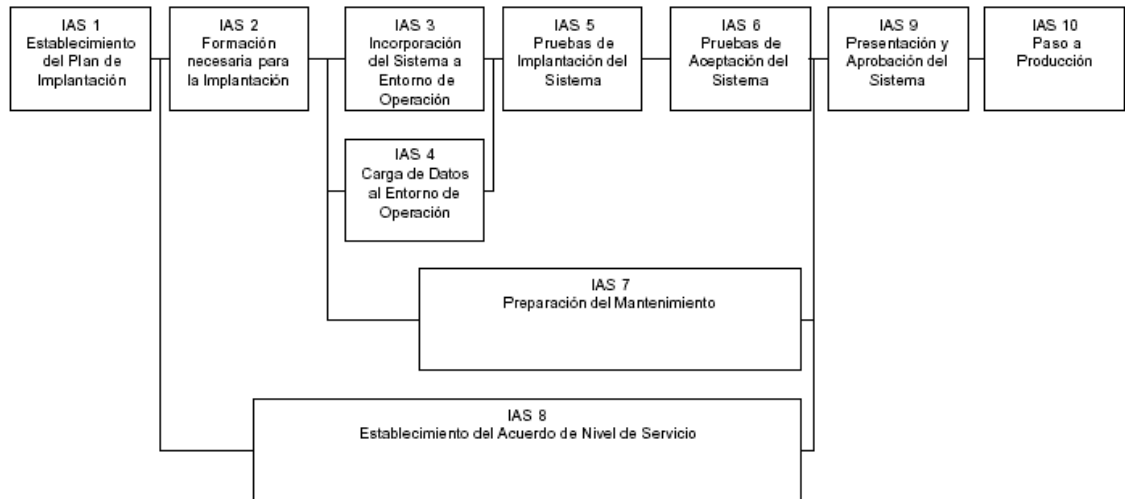 IAS 1
Establecimiento
del Plan de
Implantación
IAS 2
Formación
necesaria para
la Implantación
IAS 3
Incorporación
del Sistema a
Entorno de
Operación
IAS 5
Pruebas de
Implantación del
Sistema
IAS 6
Pruebas de
Aceptación del
Sistema
IAS 9
Presentación y
Aprobación del
Sistema
IAS 10
Paso a
Producción
IAS 4
Carga de Datos
al Entorno de
Operación
IAS 7
Preparación del Mantenimiento
IAS 8
Establecimiento del Acuerdo de Nivel de Servicio